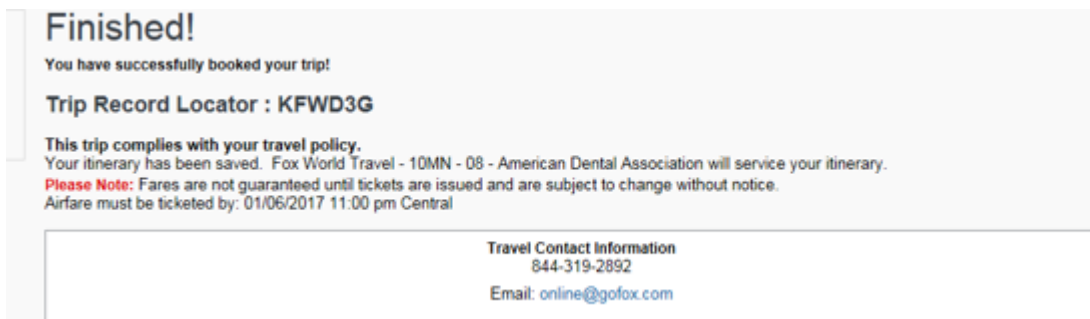 Finished!
You have successfully booked your trip!
Trip Record Locator : KFWD3G
This trip complies with your travel policy.
Your itinerary has been saved. Fox World Travel - 10MN - 08 - American Dental Association will service your itinerary.
Please Note: Fares are not guaranteed until tickets are issued and are subject to change without notice.
Airfare must be ticketed by: 01/06/2017 11:00 pm Central
Travel Contact Information
844-319-2892
Email: online@gofox.com